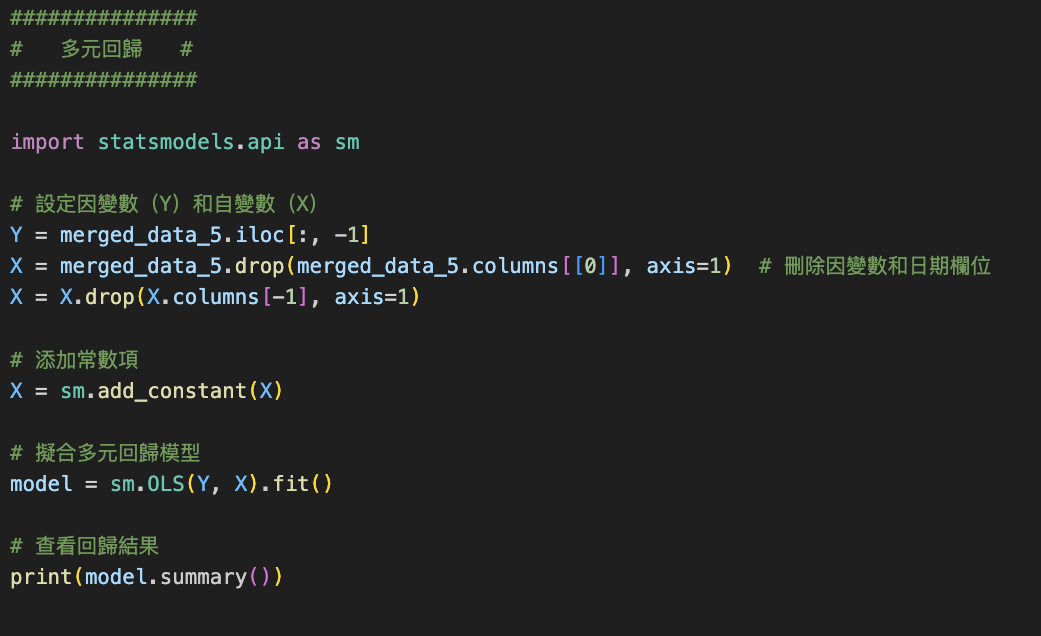 ###############
#   多元回歸   #
###############
import statsmodels.api as sm
# 設定因變數（Y）和自變數（X）
Y = merged_data_5.iloc[:, -1]
X = merged_data_5.drop(merged_data_5.columns[[0]], axis=1)  # 刪除因變數和日期欄位
X = X.drop(X.columns[-1], axis=1)
# 添加常數項
X = sm.add_constant(X)
# 擬合多元回歸模型
model = sm.OLS(Y, X).fit()
# 查看回歸結果
print(model.summary())